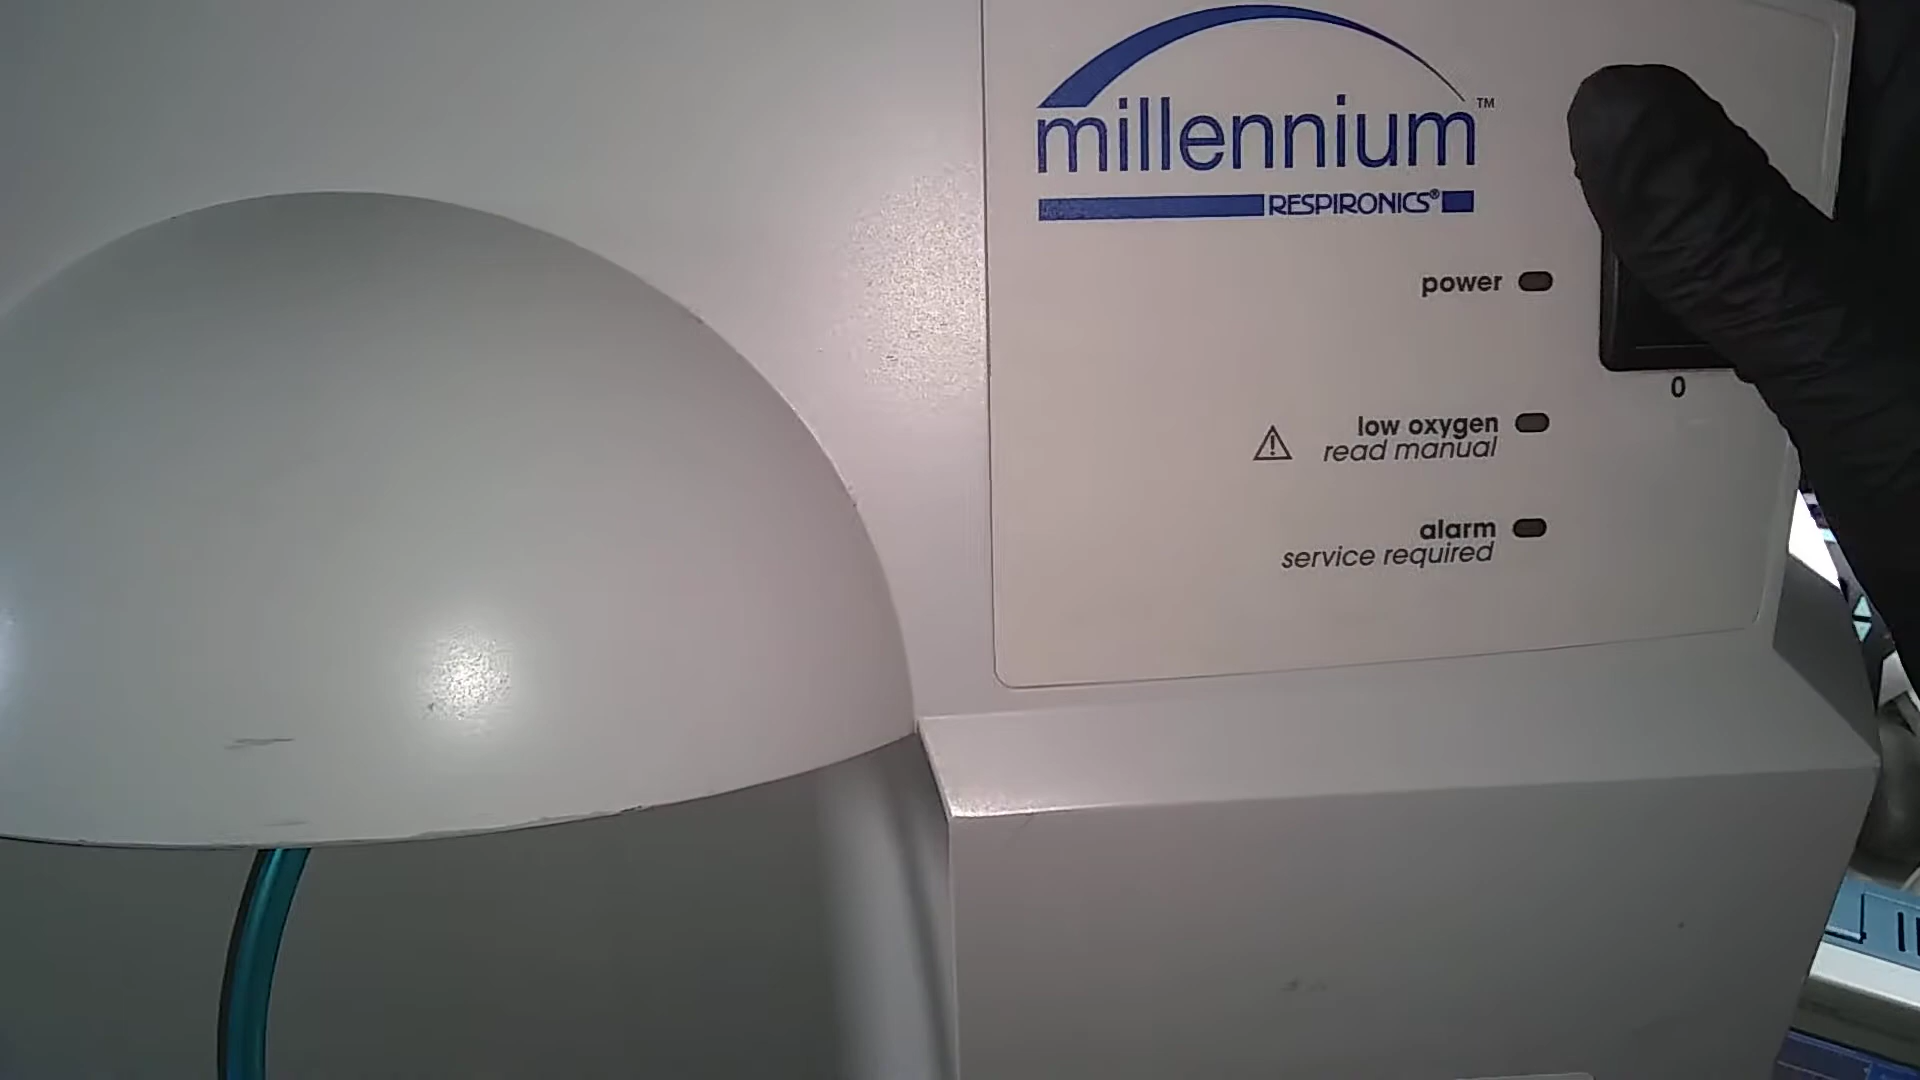 millennium™
RESPIRONICS®
power
0
low oxygen
read manual
alarm
service required